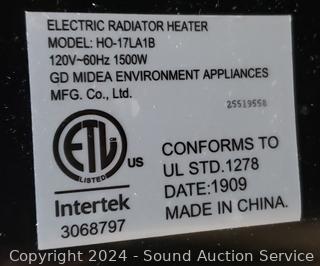 ELECTRIC RADIATOR HEATER
MODEL: HO-17LA1B
120V~60Hz 1500W
GD MIDEA ENVIRONMENT APPLIANCES
MFG. Co., Ltd.
25519558
ETL
CM
US
LISTED
Intertek
3068797
CONFORMS TO
UL STD.1278
DATE:1909
MADE IN CHINA.
Copyright 2024 - Sound Auction Service